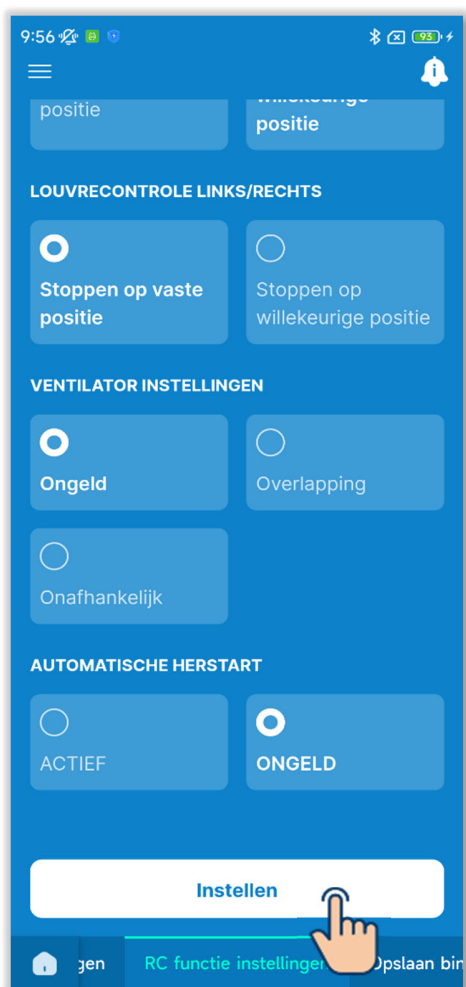 9:56
93
positie
willekeurige
positie
LOUVRECONTROLE LINKS/RECHTS
Stoppen op vaste
positie
Stoppen op
willekeurige positie
VENTILATOR INSTELLINGEN
Ongeld
Overlapping
Onafhankelijk
AUTOMATISCHE HERSTART
ACTIEF
ONGELD
Instellen
gen
RC functie instellingen
Opslaan bin